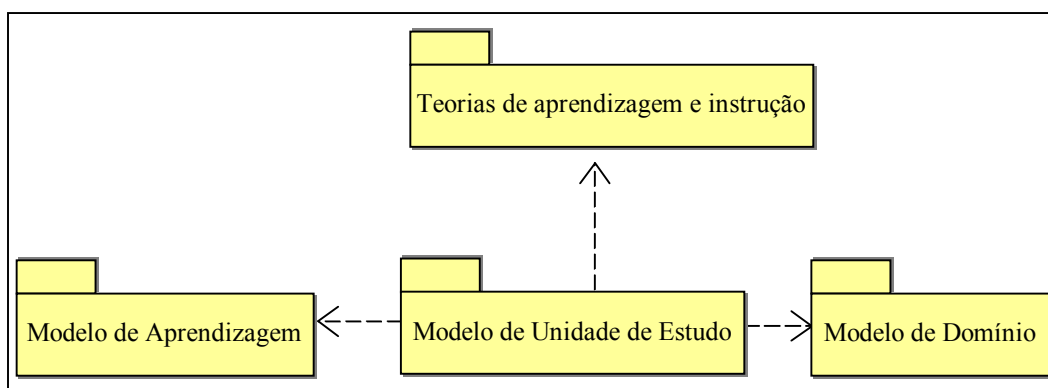 Teorias de aprendizagem e instrução
Modelo de Aprendizagem
Modelo de Unidade de Estudo
Modelo de Domínio